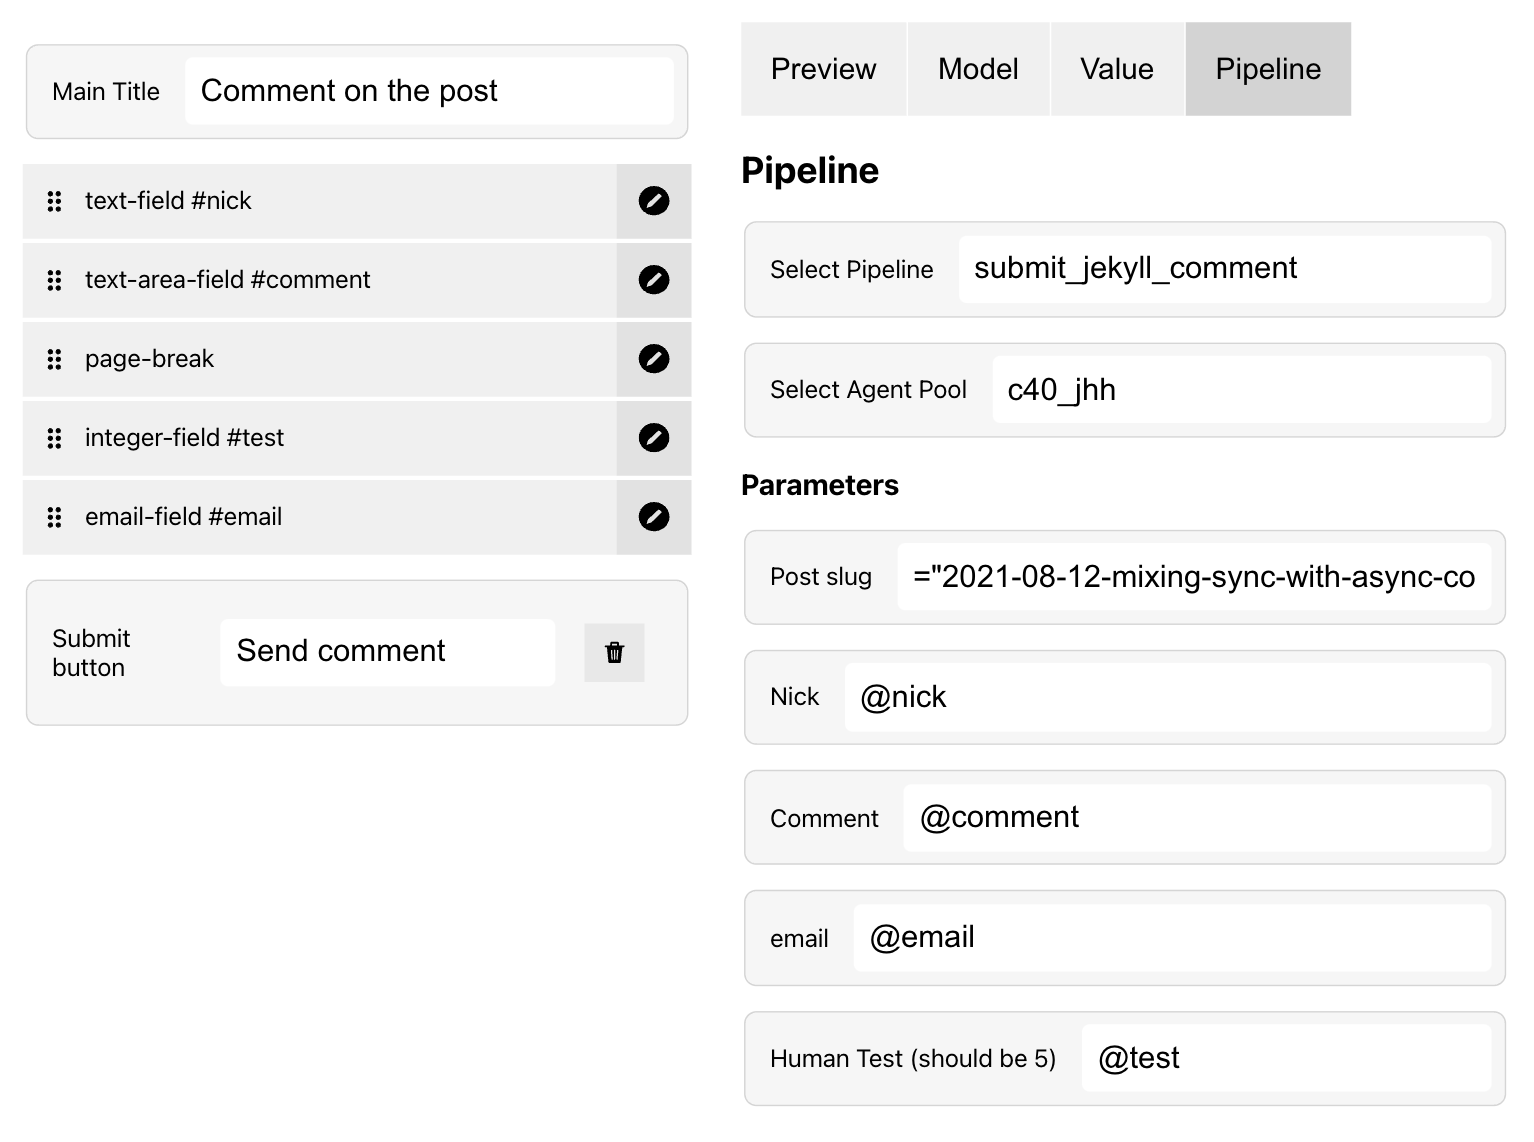 Main Title
Comment on the post
text-field #nick
text-area-field #comment
page-break
integer-field #test
email-field #email
Submit
button
Send comment
Preview
Model
Value
Pipeline
Pipeline
Select Pipeline
submit_jekyll_comment
Select Agent Pool
c40_jhh
Parameters
Post slug
="2021-08-12-mixing-sync-with-async-co
Nick
@nick
Comment
@comment
email
@email
Human Test (should be 5)
@test